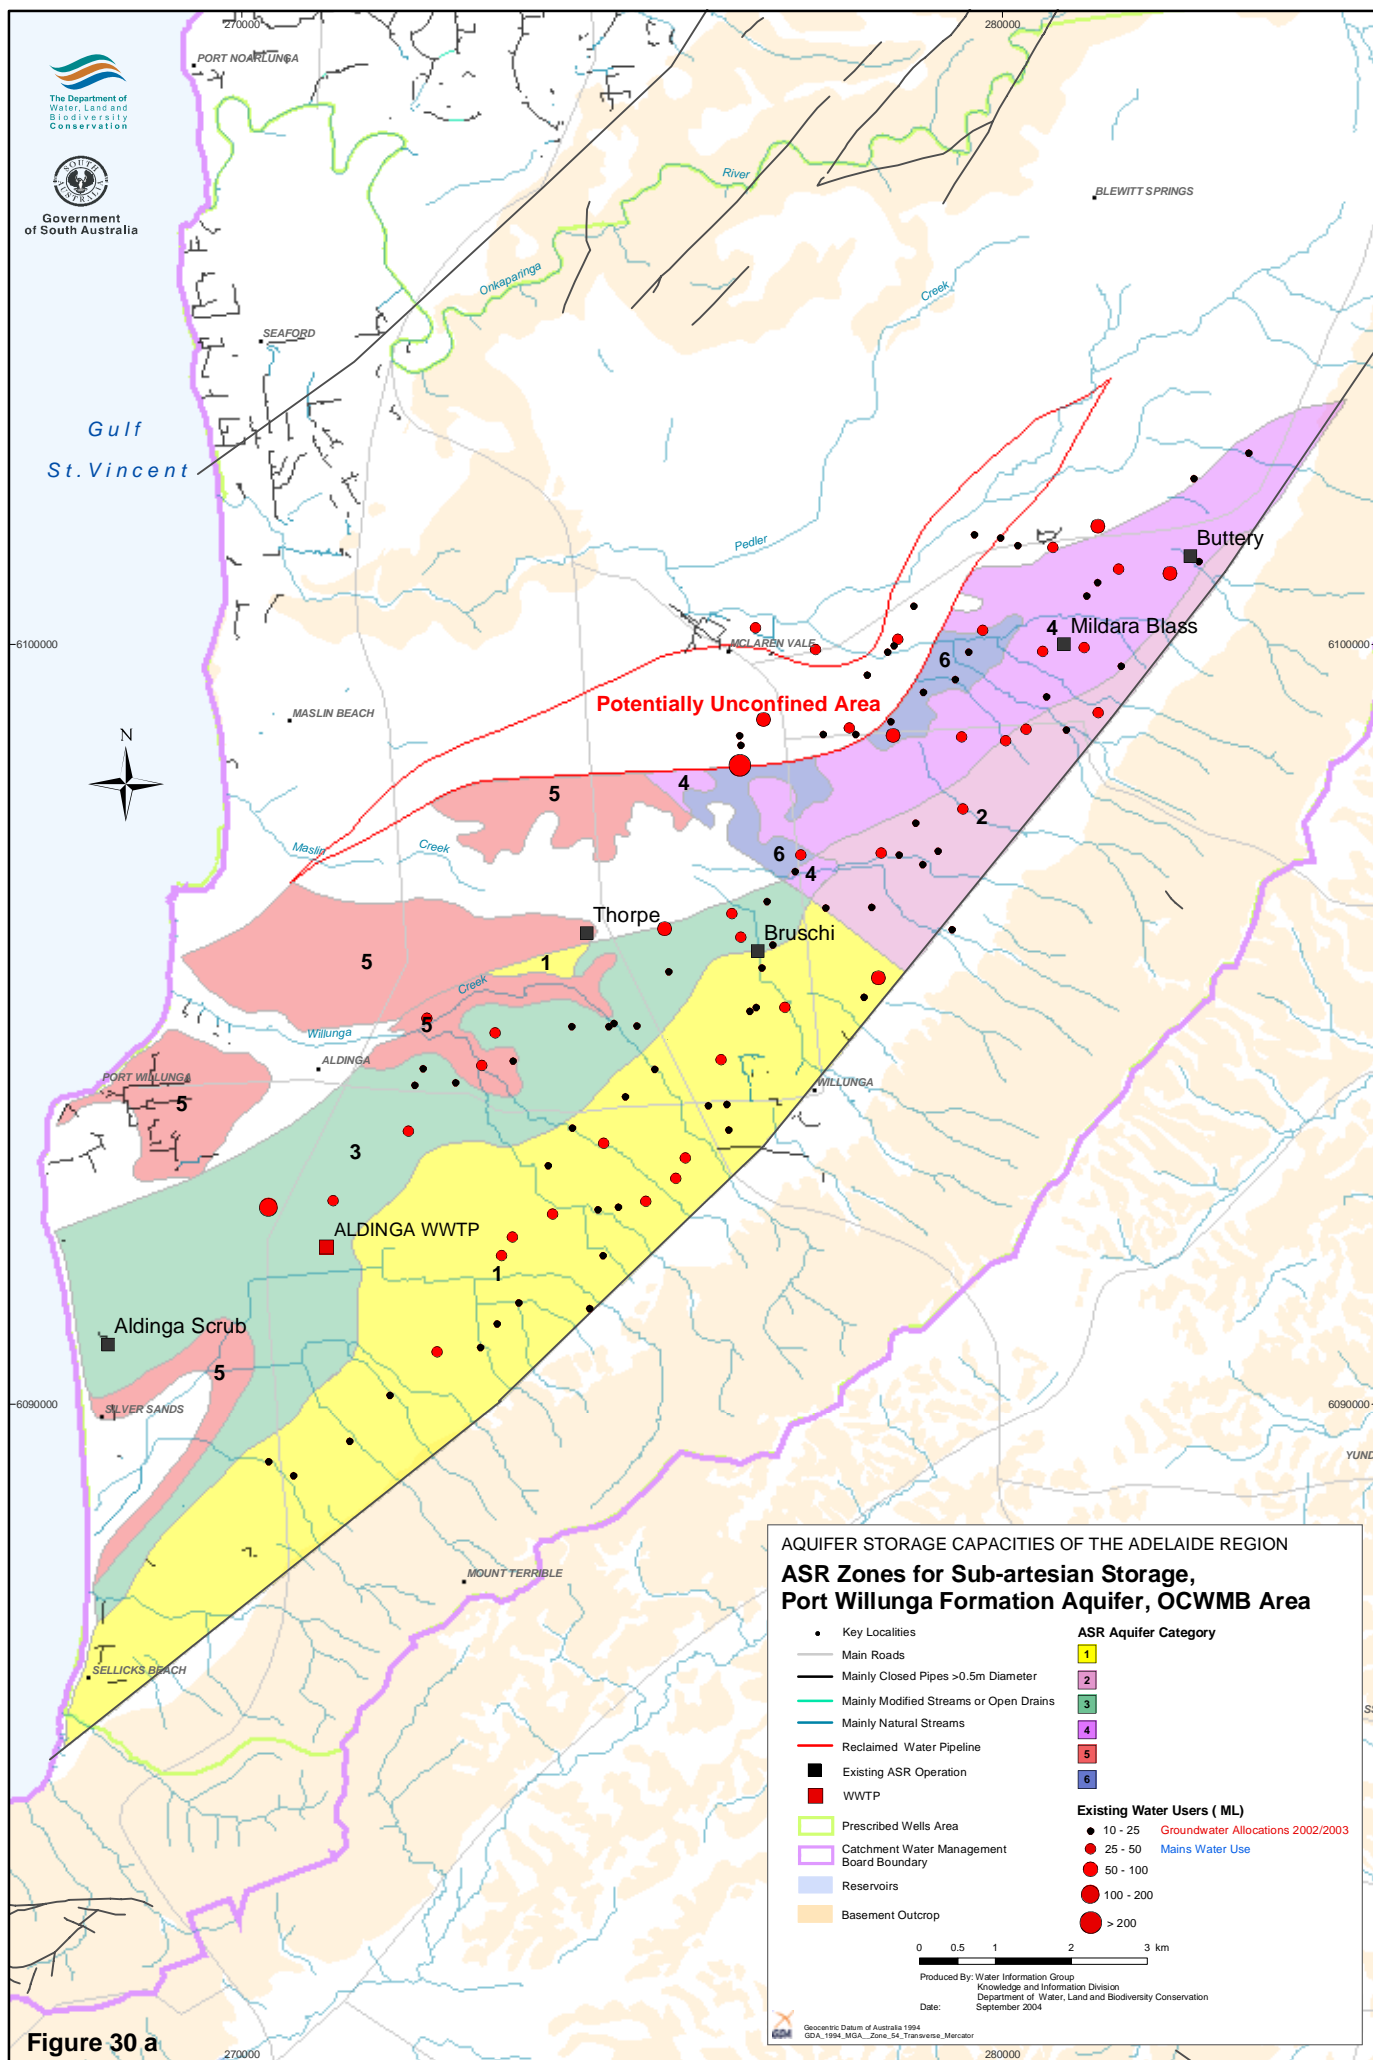 270000
280000
PORT NOARLUNGA
The Department of
Water, Land and
Biodiversity
Conservation
SOUTH
AUSTRALIA
Government
of South Australia
River
BLEWITT SPRINGS
Onkaparinga
Creek
SEAFORD
Gulf
St. Vincent
Pedler
Buttery
6100000
MCLAREN VALE
4
Mildara Blass
6100000
6
Potentially Unconfined Area
MASLIN BEACH
N
4
5
2
Maslin
Creek
6
4
Thorpe
Bruschi
5
1
Creek
Willunga
5
ALDINGA
PORT WILLUNGA
WILLUNGA
5
3
ALDINGA WWTP
1
Aldinga Scrub
5
SILVER SANDS
6090000
6090000
YUND
MOUNT TERRIBLE
SELLICKS BEACH
AQUIFER STORAGE CAPACITIES OF THE ADELAIDE REGION
ASR Zones for Sub-artesian Storage,
Port Willunga Formation Aquifer, OCWMB Area
Key Localities
Main Roads
Mainly Closed Pipes >0.5m Diameter
Mainly Modified Streams or Open Drains
Mainly Natural Streams
Reclaimed Water Pipeline
Existing ASR Operation
WWTP
Prescribed Wells Area
Catchment Water Management
Board Boundary
Reservoirs
Basement Outcrop
ASR Aquifer Category
1
2
3
4
5
6
Existing Water Users ( ML)
10 - 25 Groundwater Allocations 2002/2003
25 - 50 Mains Water Use
50 - 100
100 - 200
> 200
0 0.5 1 2 3 km
Produced By: Water Information Group
Knowledge and Information Division
Department of Water, Land and Biodiversity Conservation
Date: September 2004
GDA
Geocentric Datum of Australia 1994
GDA_1994_MGA__Zone_54_Transverse_Mercator
Figure 30 a
270000
280000